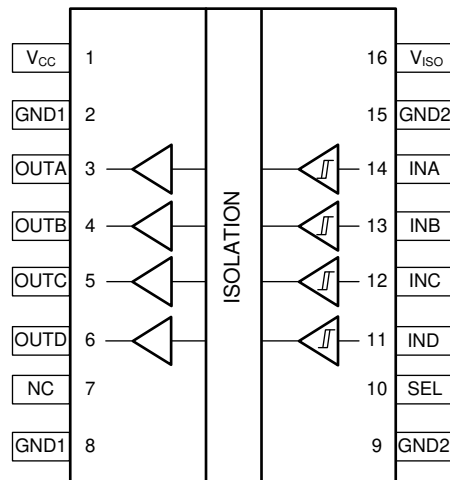 VCC 1 16 VISO
GND1 2 15 GND2
OUTA 3 14 INA
OUTB 4 13 INB
OUTC 5 12 INC
OUTD 6 11 IND
NC 7 10 SEL
GND1 8 9 GND2
ISOLATION